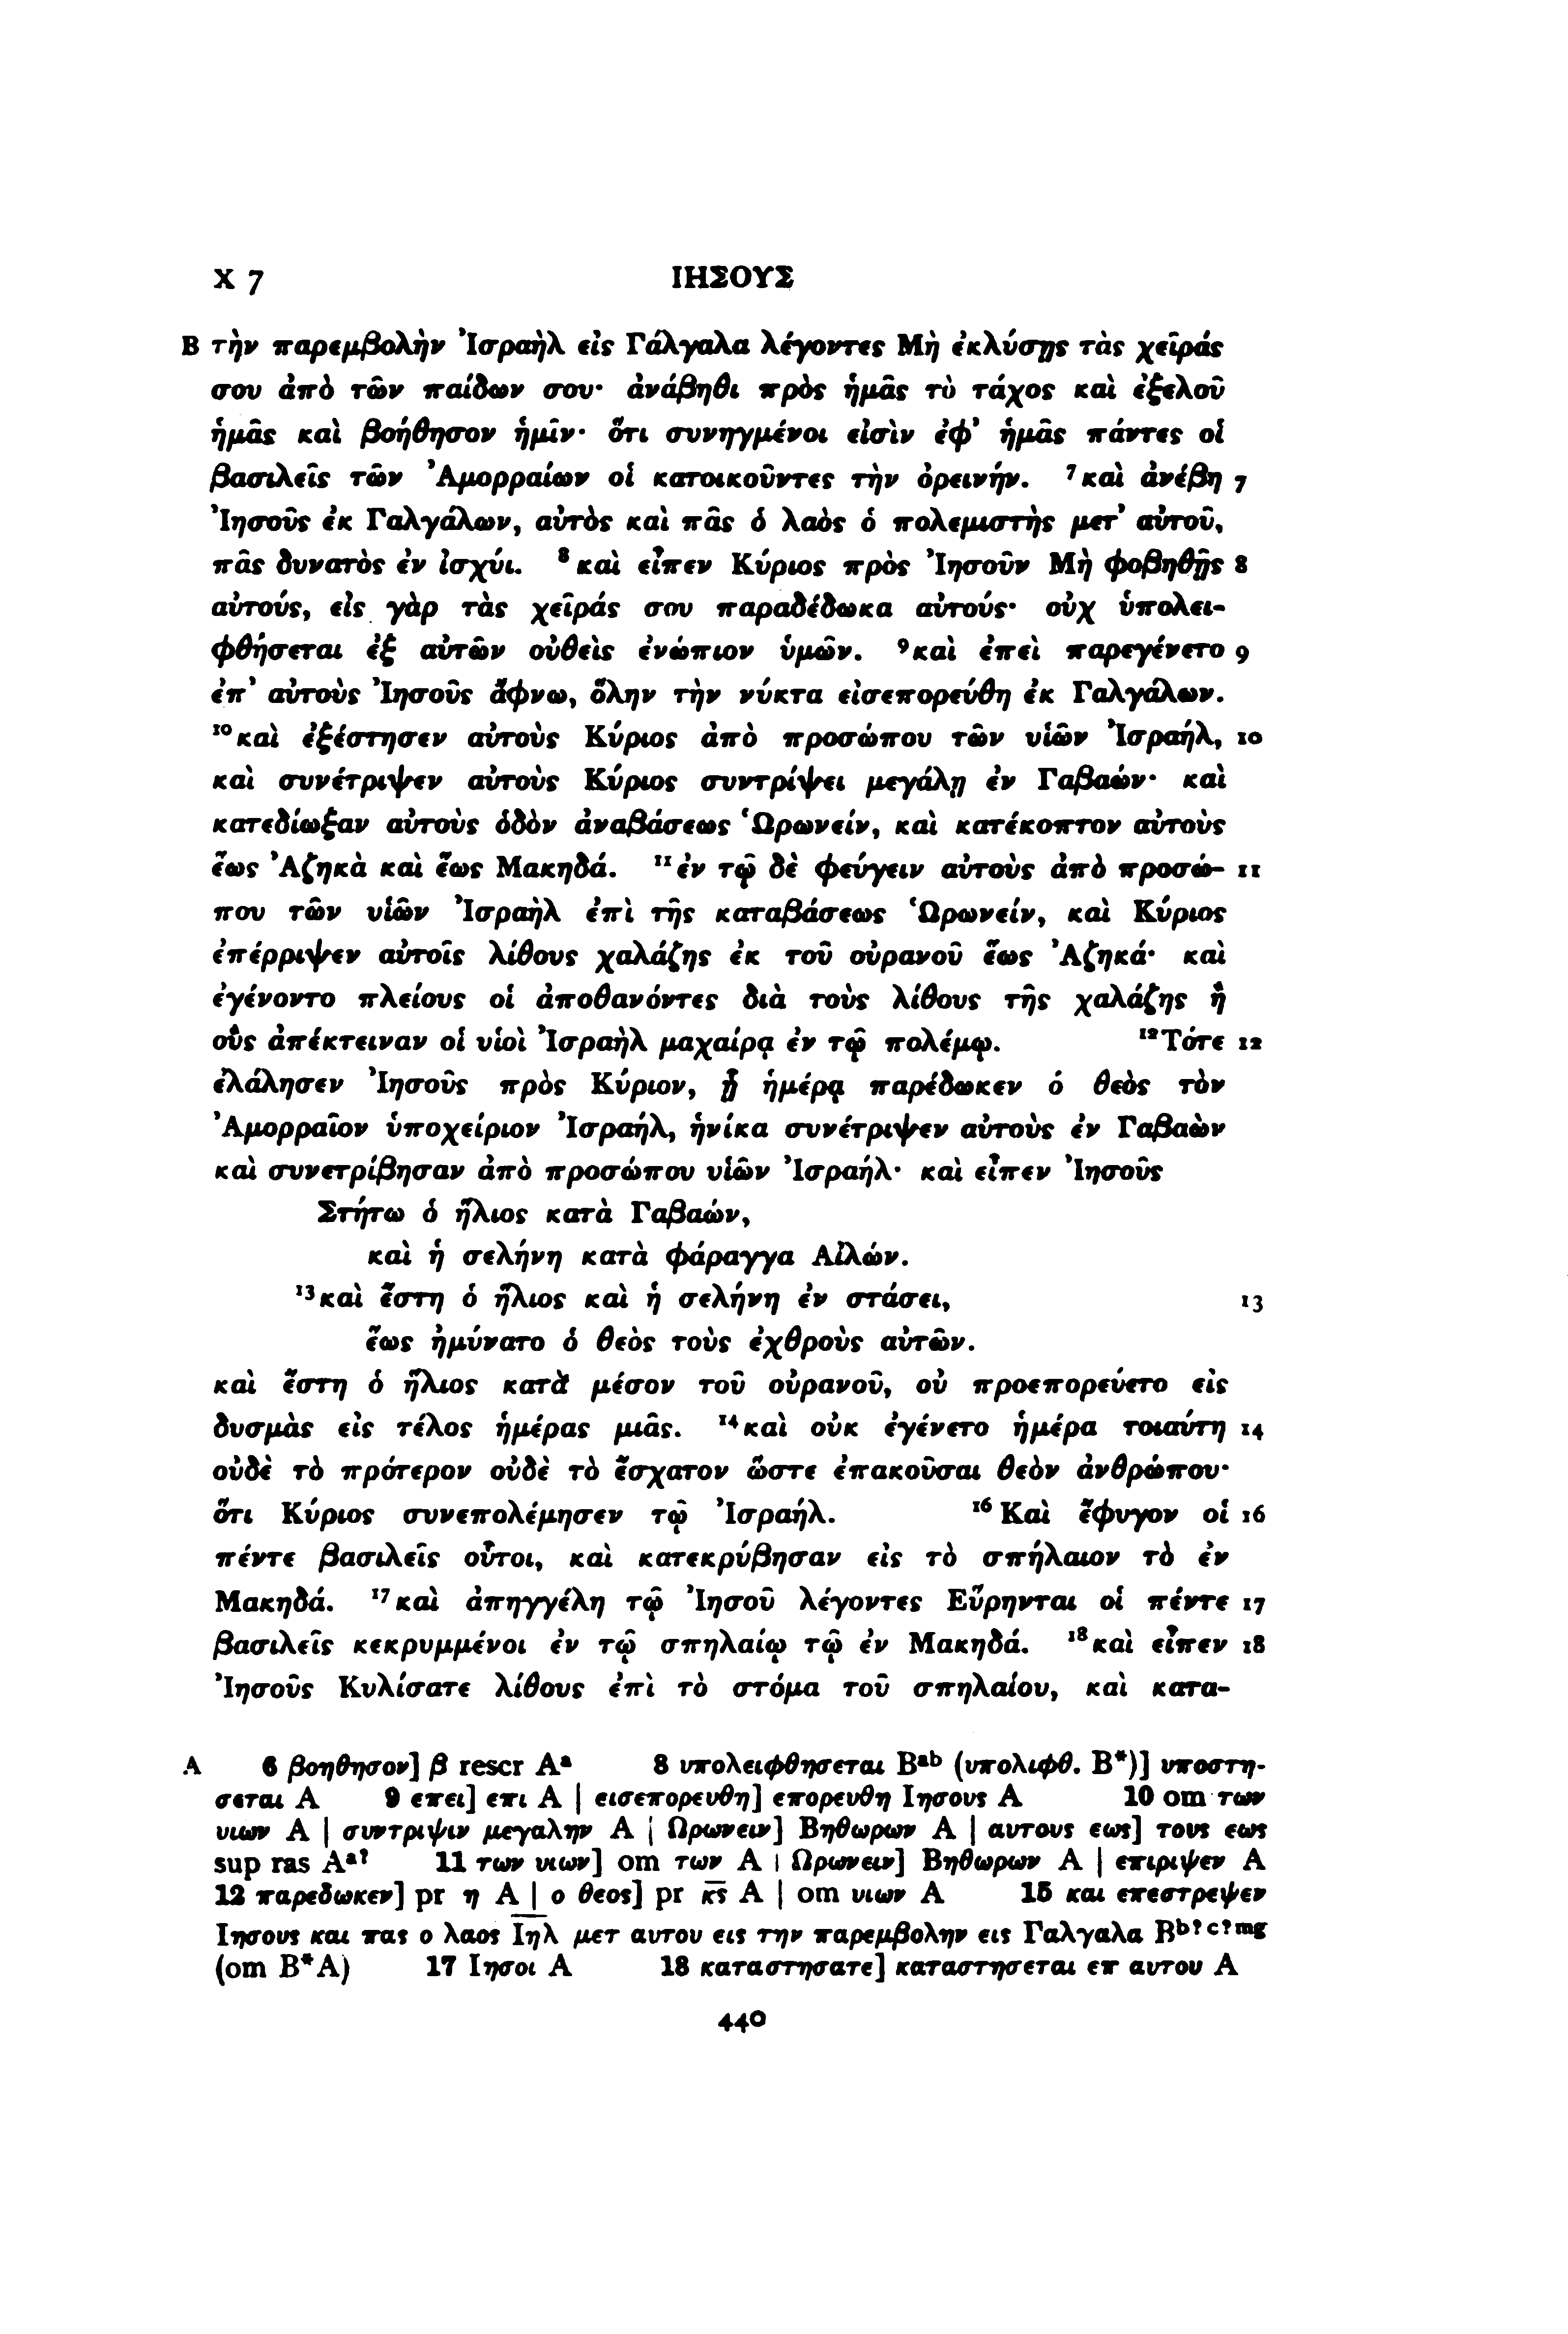 X 7 ΙΗΣΟΥΣ
B τὴν παρεμβολὴν Ἰσραὴλ εἰς Γάλγαλα λέγοντες Μὴ ἐκλύσῃς τὰς χεῖράς
σου ἀπὸ τῶν παίδων σου· ἀνάβηθι πρὸς ἡμᾶς τὸ τάχος καὶ ἐξελοῦ
ἡμᾶς καὶ βοήθησον ἡμῖν· ὅτι συνηγμένοι εἰσὶν ἐφ’ ἡμᾶς πάντες οἱ
βασιλεῖς τῶν Ἀμορραίων οἱ κατοικοῦντες τὴν ὀρεινήν. ⁷καὶ ἀνέβη 7
Ἰησοῦς ἐκ Γαλγάλων, αὐτὸς καὶ πᾶς ὁ λαὸς ὁ πολεμιστὴς μετ’ αὐτοῦ,
πᾶς δυνατὸς ἐν ἰσχύι. ⁸καὶ εἶπεν Κύριος πρὸς Ἰησοῦν Μὴ φοβηθῇς 8
αὐτούς, εἰς γὰρ τὰς χεῖράς σου παραδέδωκα αὐτούς· οὐχ ὑπολει-
φθήσεται ἐξ αὐτῶν οὐθεὶς ἐνώπιον ὑμῶν. ⁹καὶ ἐπεὶ παρεγένετο 9
ἐπ’ αὐτοὺς Ἰησοῦς ἄφνω, ὅλην τὴν νύκτα εἰσεπορεύθη ἐκ Γαλγάλων.
¹⁰καὶ ἐξέστησεν αὐτοὺς Κύριος ἀπὸ προσώπου τῶν υἱῶν Ἰσραήλ, 10
καὶ συνέτριψεν αὐτοὺς Κύριος συντρίψει μεγάλῃ ἐν Γαβαών· καὶ
κατεδίωξαν αὐτοὺς ὁδὸν ἀναβάσεως Ὡρωνείν, καὶ κατέκοπτον αὐτοὺς
ἕως Ἀζηκὰ καὶ ἕως Μακηδά. ¹¹ἐν τῷ δὲ φεύγειν αὐτοὺς ἀπὸ προσώ- 11
που τῶν υἱῶν Ἰσραὴλ ἐπὶ τῆς καταβάσεως Ὡρωνείν, καὶ Κύριος
ἐπέρριψεν αὐτοῖς λίθους χαλάζης ἐκ τοῦ οὐρανοῦ ἕως Ἀζηκά· καὶ
ἐγένοντο πλείους οἱ ἀποθανόντες διὰ τοὺς λίθους τῆς χαλάζης ἢ
οὓς ἀπέκτειναν οἱ υἱοὶ Ἰσραὴλ μαχαίρᾳ ἐν τῷ πολέμῳ. ¹²Τότε 12
ἐλάλησεν Ἰησοῦς πρὸς Κύριον, ᾗ ἡμέρᾳ παρέδωκεν ὁ θεὸς τὸν
Ἀμορραῖον ὑποχείριον Ἰσραήλ, ἡνίκα συνέτριψεν αὐτοὺς ἐν Γαβαὼν
καὶ συνετρίβησαν ἀπὸ προσώπου υἱῶν Ἰσραήλ· καὶ εἶπεν Ἰησοῦς
Στήτω ὁ ἥλιος κατὰ Γαβαών,
καὶ ἡ σελήνη κατὰ φάραγγα Αἰλών.
¹³καὶ ἔστη ὁ ἥλιος καὶ ἡ σελήνη ἐν στάσει, 13
ἕως ἠμύνατο ὁ θεὸς τοὺς ἐχθροὺς αὐτῶν.
καὶ ἔστη ὁ ἥλιος κατὰ μέσον τοῦ οὐρανοῦ, οὐ προεπορεύετο εἰς
δυσμὰς εἰς τέλος ἡμέρας μιᾶς. ¹⁴καὶ οὐκ ἐγένετο ἡμέρα τοιαύτη 14
οὐδὲ τὸ πρότερον οὐδὲ τὸ ἔσχατον ὥστε ἐπακοῦσαι θεὸν ἀνθρώπου·
ὅτι Κύριος συνεπολέμησεν τῷ Ἰσραήλ. ¹⁶Καὶ ἔφυγον οἱ 16
πέντε βασιλεῖς οὗτοι, καὶ κατεκρύβησαν εἰς τὸ σπήλαιον τὸ ἐν
Μακηδά. ¹⁷καὶ ἀπηγγέλη τῷ Ἰησοῦ λέγοντες Εὕρηνται οἱ πέντε 17
βασιλεῖς κεκρυμμένοι ἐν τῷ σπηλαίῳ τῷ ἐν Μακηδά. ¹⁸καὶ εἶπεν 18
Ἰησοῦς Κυλίσατε λίθους ἐπὶ τὸ στόμα τοῦ σπηλαίου, καὶ κατα-
A 6 βοηθησον] β rescr Aᵃ 8 υπολειφθησεται Bᵃᵇ (υπολιφθ. B*)] υποστη-
σεται A 9 επει] επι A | εισεπορευθη] επορευθη Ιησους A 10 om των
υιων A | συντριψιν μεγαλην A | Ωρωνειν] Βηθωρων A | αυτους εως] τους εως
sup ras Aᵃ? 11 των υιων] om των A | Ωρωνειν] Βηθωρων A | επιριψεν A
12 παρεδωκεν] pr η A | ο θεος] pr κ̅ς̅ A | om υιων A 15 και επεστρεψεν
Ιησους και πας ο λαος Ι̅η̅λ̅ μετ αυτου εις την παρεμβολην εις Γαλγαλα Bᵇ?ᶜ?ᵐᵍ
(om B*A) 17 Ιησοι A 18 καταστησατε] καταστησεται επ αυτου A
440